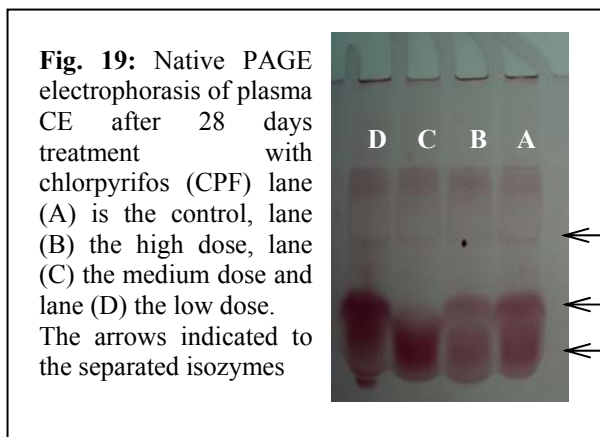 Fig. 19: Native PAGE
electrophorasis of plasma
CE after 28 days
treatment with
chlorpyrifos (CPF) lane
(A) is the control, lane
(B) the high dose, lane
(C) the medium dose and
lane (D) the low dose.
The arrows indicated to
the separated isozymes
D C B A